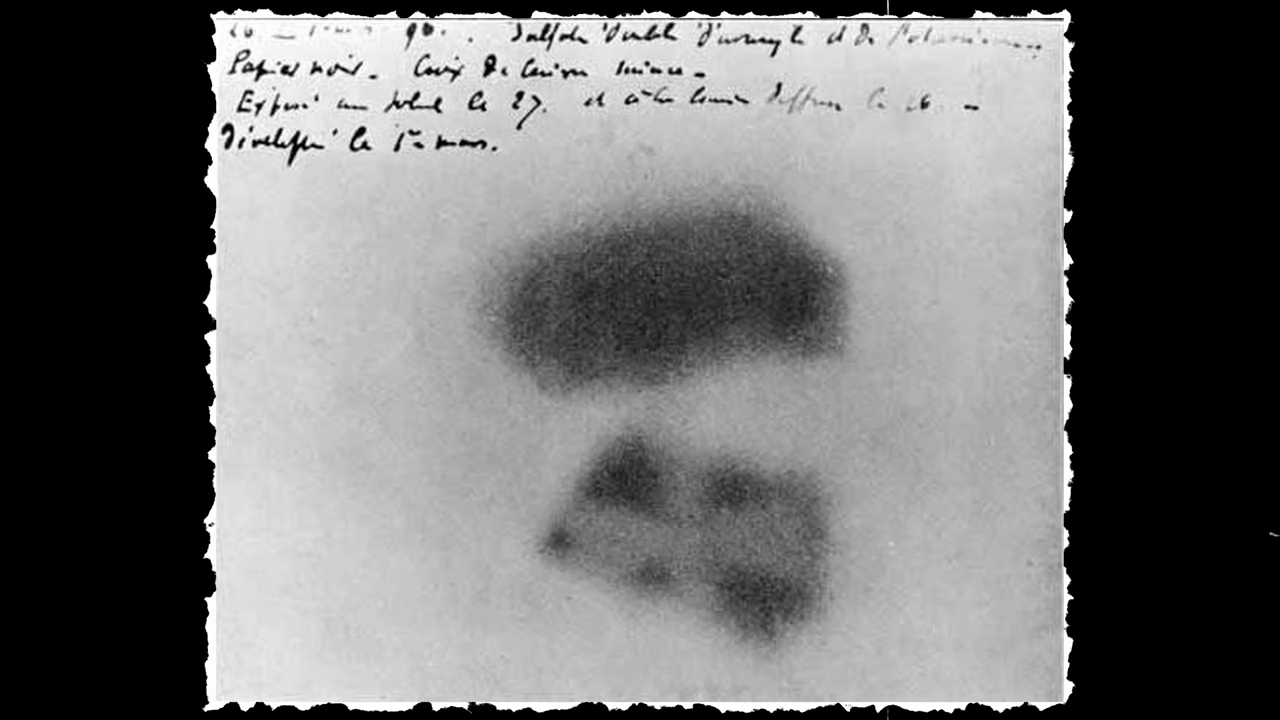 96. Sulfate double d'uranyle et de Potassium
Papier noir. Croix de Cuivre mince.
Exposé au soleil le 27. et à la lumière diffuse le 26.
Développé le 1er mars.